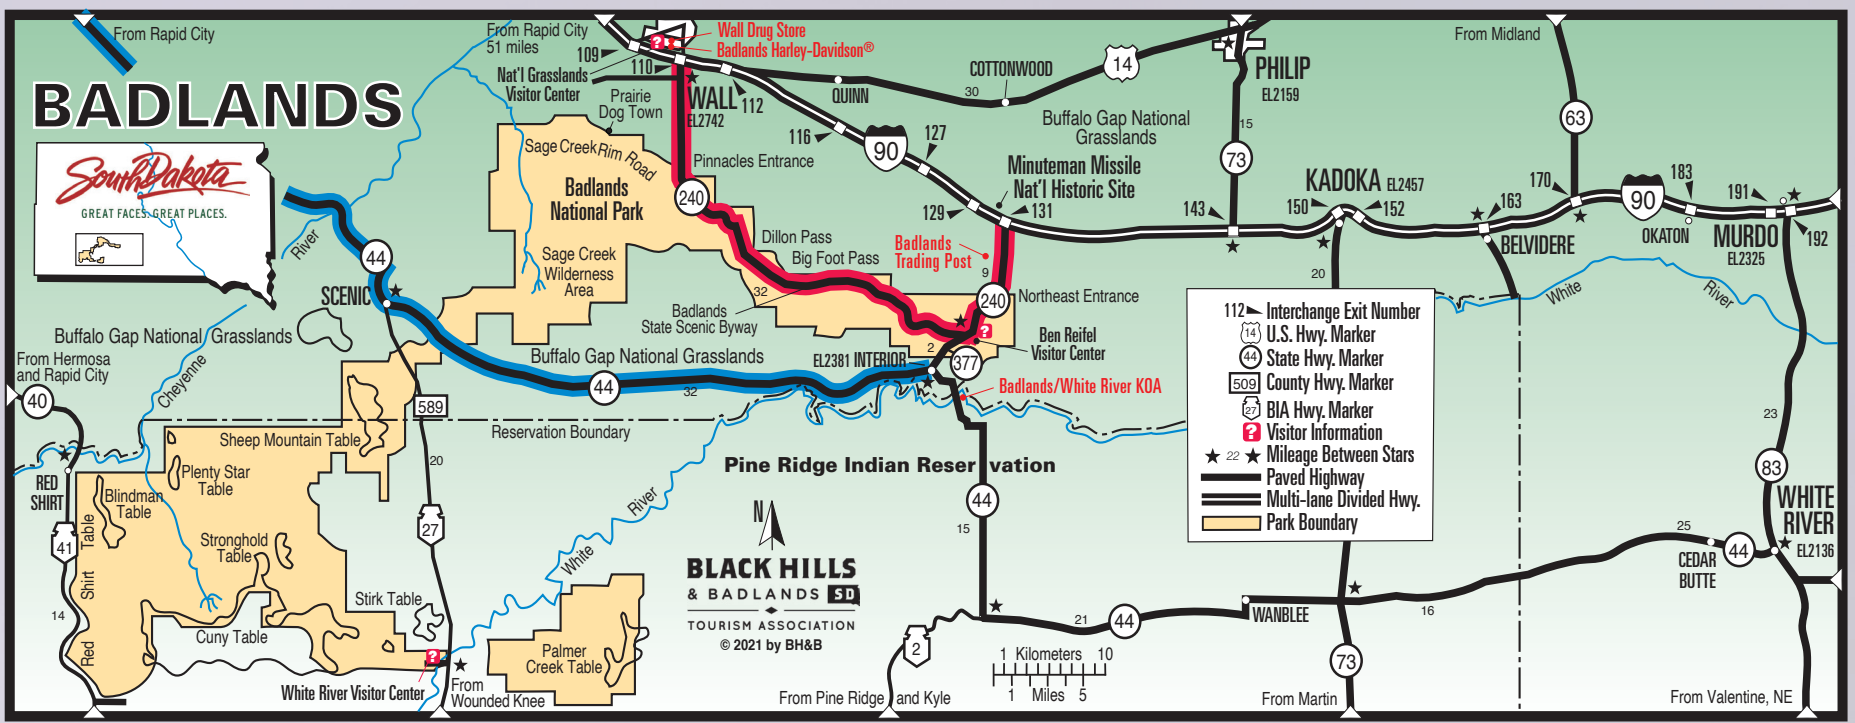 From Rapid City
BADLANDS
South Dakota
GREAT FACES. GREAT PLACES.
From Rapid City
51 miles
109
Nat'l Grasslands
Visitor Center
110
Wall Drug Store
Badlands Harley-Davidson®
?
WALL
EL2742
112
Prairie
Dog Town
QUINN
30
COTTONWOOD
14
PHILIP
EL2159
From Midland
63
15
73
Buffalo Gap National
Grasslands
116
90
127
Minuteman Missile
Nat'l Historic Site
129
131
143
KADOKA EL2457
150
152
163
BELVIDERE
170
90
183
OKATON
191
MURDO
EL2325
192
Sage Creek Rim Road
Pinnacles Entrance
240
Badlands
National Park
Sage Creek
Wilderness
Area
Dillon Pass
Big Foot Pass
32
Badlands
State Scenic Byway
Badlands
Trading Post
9
240
Northeast Entrance
?
Ben Reifel
Visitor Center
2
377
EL2381 INTERIOR
Badlands/White River KOA
River
44
SCENIC
Buffalo Gap National Grasslands
From Hermosa
and Rapid City
40
Cheyenne
Buffalo Gap National Grasslands
44
32
589
Reservation Boundary
20
27
Sheep Mountain Table
Plenty Star
Table
Blindman
Table
Stronghold
Table
RED
SHIRT
41
14
Red Shirt Table
Cuny Table
Stirk Table
?
White River Visitor Center
From
Wounded Knee
Palmer
Creek Table
White
River
Pine Ridge Indian Reservation
N
BLACK HILLS
& BADLANDS SD
TOURISM ASSOCIATION
© 2021 by BH&B
44
15
2
From Pine Ridge and Kyle
21
44
1 Kilometers 10
1 Miles 5
WANBLEE
16
73
From Martin
20
White
River
112 Interchange Exit Number
14 U.S. Hwy. Marker
44 State Hwy. Marker
509 County Hwy. Marker
27 BIA Hwy. Marker
? Visitor Information
22 Mileage Between Stars
Paved Highway
Multi-lane Divided Hwy.
Park Boundary
23
83
WHITE
RIVER
EL2136
25
CEDAR
BUTTE
44
From Valentine, NE